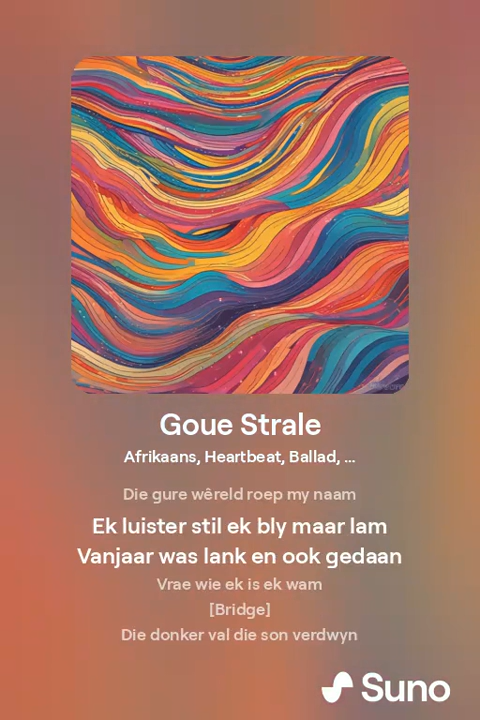 Goue Strale
Afrikaans, Heartbeat, Ballad, ...
Die gure wêreld roep my naam
Ek luister stil ek bly maar lam
Vanjaar was lank en ook gedaan
Vrae wie ek is ek wam
[Bridge]
Die donker val die son verdwyn
Suno